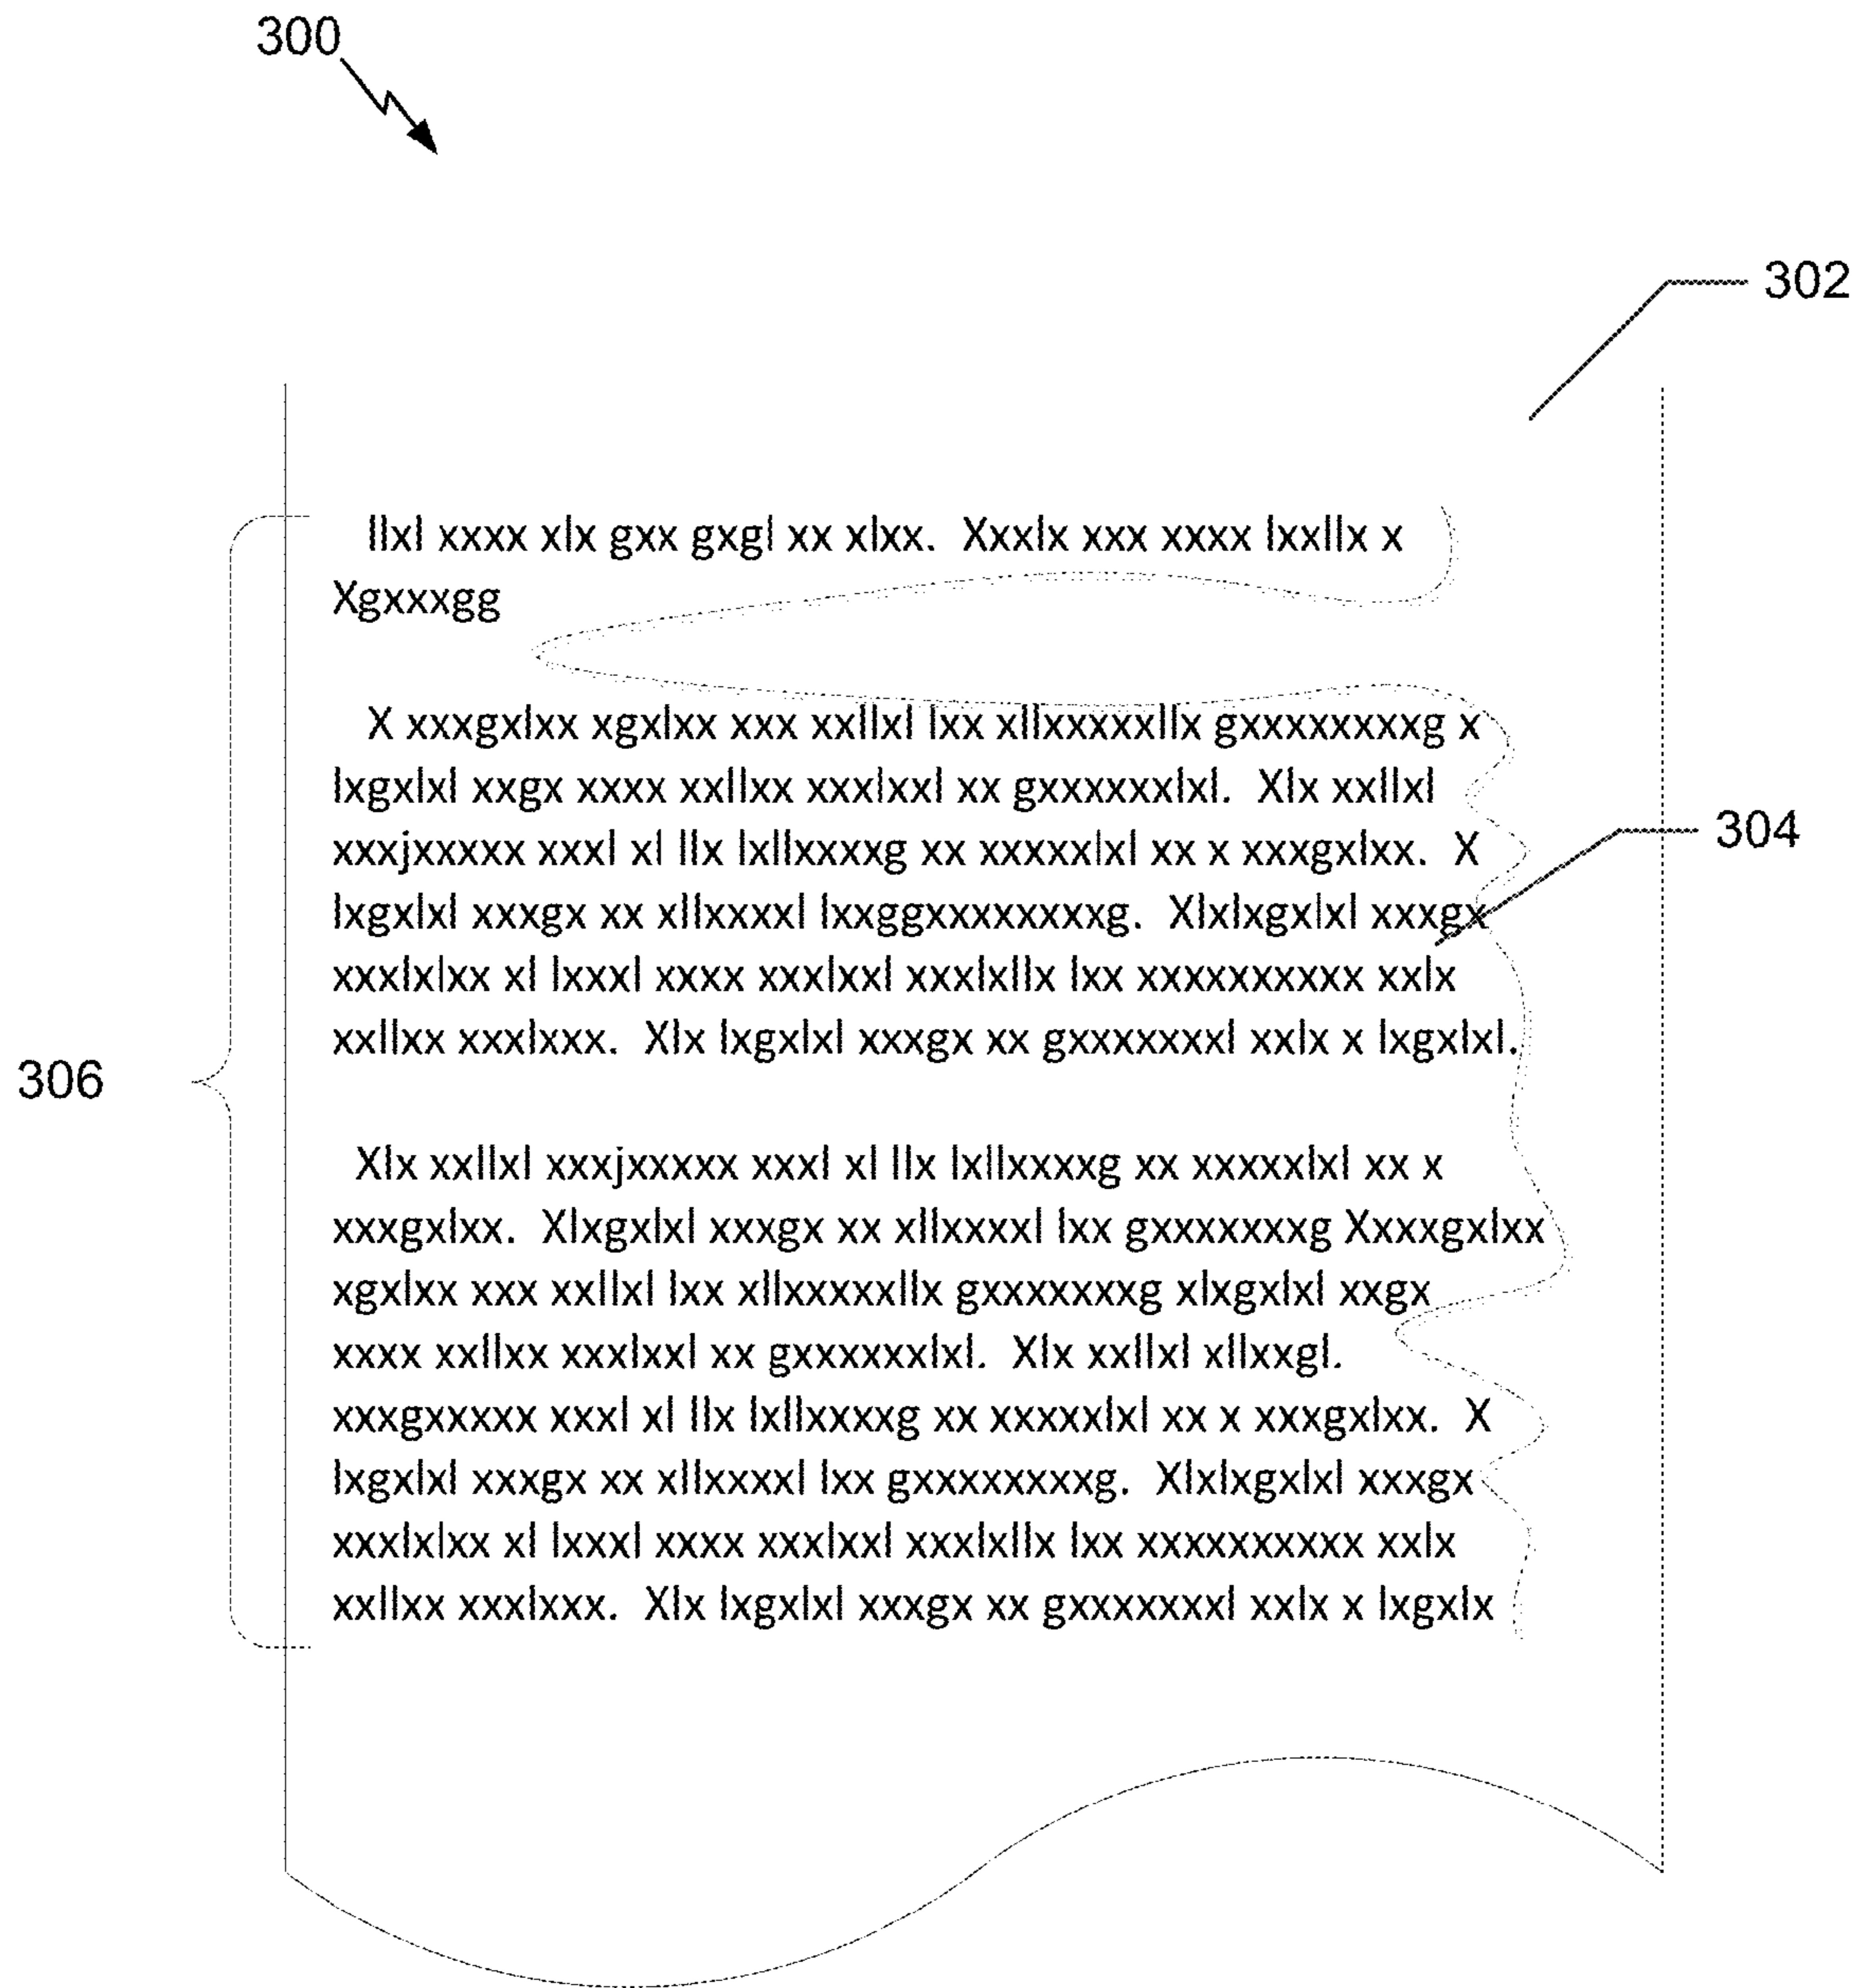 300
302
llxl xxxx xlx gxx gxgl xx xlxx.  Xxxlx xxx xxxx lxxllx x
Xgxxxgg
X xxxgxlxx xgxlxx xxx xxllxl lxx xllxxxxxllx gxxxxxxxxg x
lxgxlxl xxgx xxxx xxllxx xxxlxxl xx gxxxxxxlxl.  Xlx xxllxl
xxxjxxxxx xxxl xl llx lxllxxxxg xx xxxxxlxl xx x xxxgxlxx.  X
304
lxgxlxl xxxgx xx xllxxxxl lxxggxxxxxxxxg.  Xlxlxgxlxl xxxgx
xxxlxlxx xl lxxxl xxxx xxxlxxl xxxlxllx lxx xxxxxxxxxx xxlx
xxllxx xxxlxxx.  Xlx lxgxlxl xxxgx xx gxxxxxxxl xxlx x lxgxlxl.
306
Xlx xxllxl xxxjxxxxx xxxl xl llx lxllxxxxg xx xxxxxlxl xx x
xxxgxlxx.  Xlxgxlxl xxxgx xx xllxxxxl lxx gxxxxxxxg Xxxxgxlxx
xgxlxx xxx xxllxl lxx xllxxxxxllx gxxxxxxxg xlxgxlxl xxgx
xxxx xxllxx xxxlxxl xx gxxxxxxlxl.  Xlx xxllxl xllxxgl.
xxxgxxxxx xxxl xl llx lxllxxxxg xx xxxxxlxl xx x xxxgxlxx.  X
lxgxlxl xxxgx xx xllxxxxl lxx gxxxxxxxxg.  Xlxlxgxlxl xxxgx
xxxlxlxx xl lxxxl xxxx xxxlxxl xxxlxllx lxx xxxxxxxxxx xxlx
xxllxx xxxlxxx.  Xlx lxgxlxl xxxgx xx gxxxxxxxl xxlx x lxgxlx